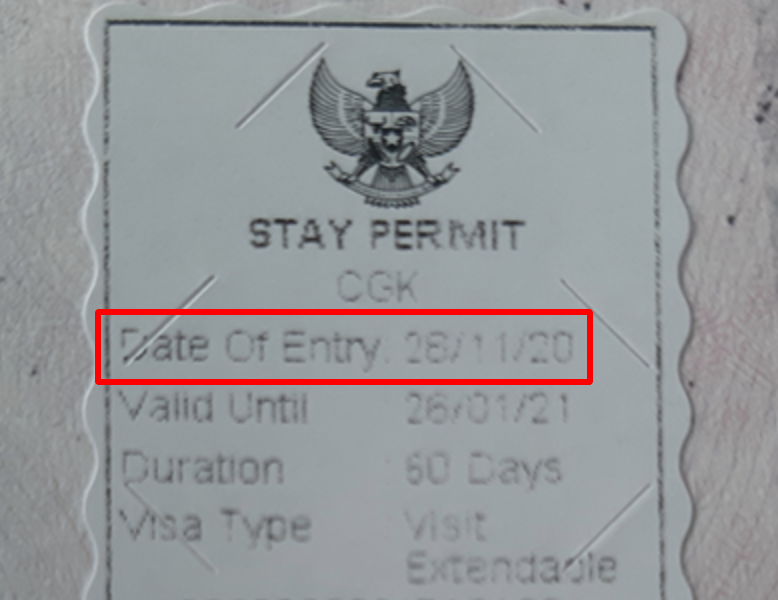 STAY PERMIT
CGK
Date Of Entry: 28/11/20
Valid Until : 26/01/21
Duration : 60 Days
Visa Type : Visit
Extendable